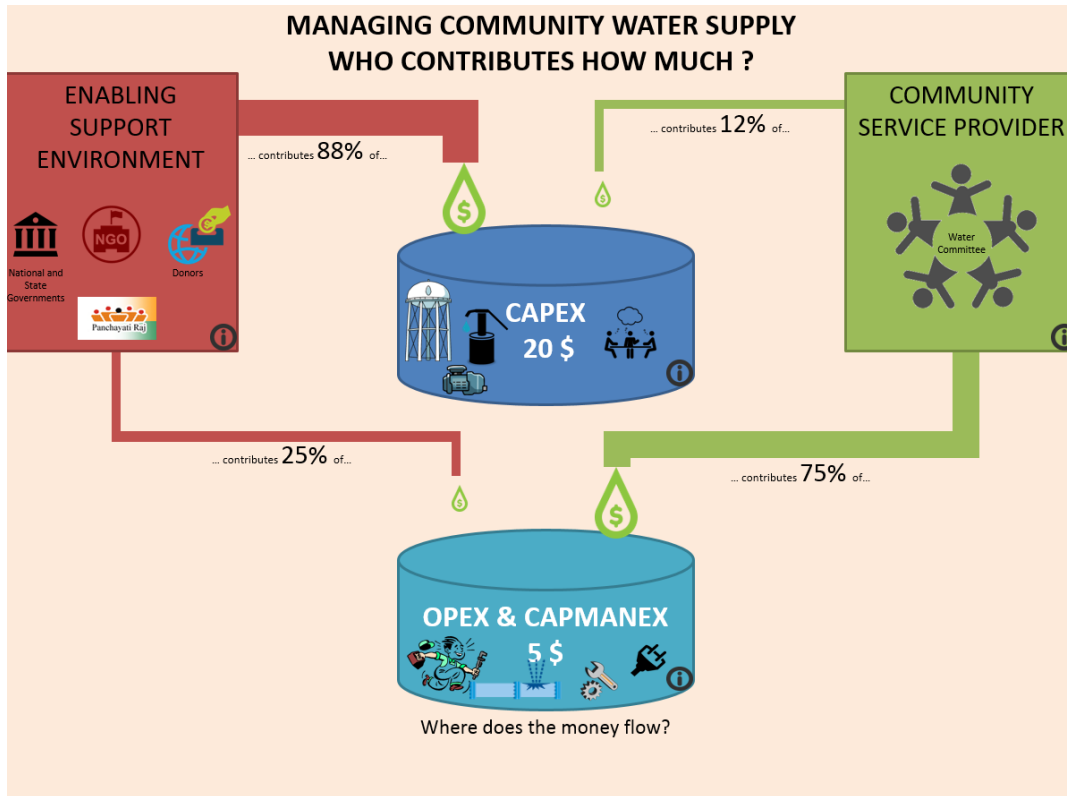 MANAGING COMMUNITY WATER SUPPLY
WHO CONTRIBUTES HOW MUCH ?
ENABLING
SUPPORT
ENVIRONMENT
NGO
National and
State
Governments
Donors
Panchayati Raj
... contributes 88% of...
... contributes 12% of...
COMMUNITY
SERVICE PROVIDER
Water
Committee
$
$
CAPEX
20 $
... contributes 25% of...
... contributes 75% of...
$
$
OPEX & CAPMANEX
5 $
Where does the money flow?